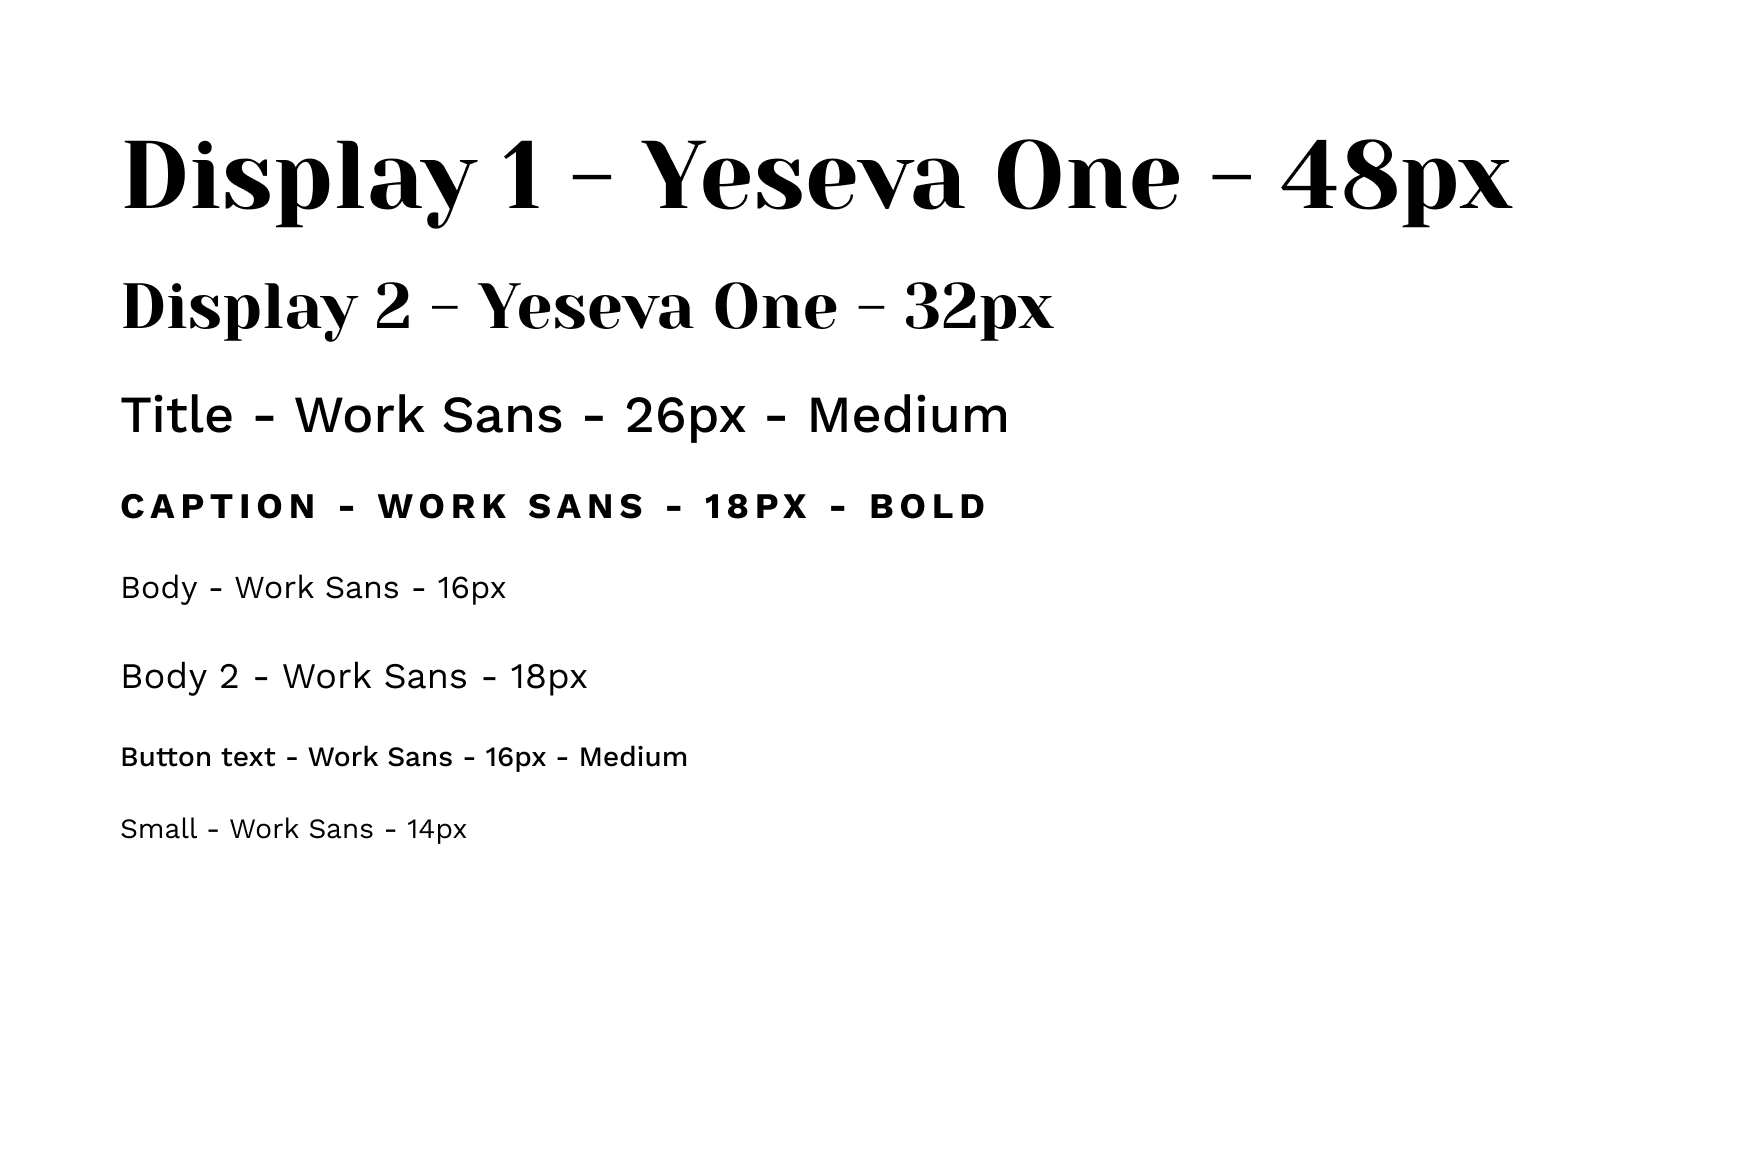 Display 1 - Yeseva One - 48px
Display 2 - Yeseva One - 32px
Title - Work Sans - 26px - Medium
CAPTION - WORK SANS - 18PX - BOLD
Body - Work Sans - 16px
Body 2 - Work Sans - 18px
Button text - Work Sans - 16px - Medium
Small - Work Sans - 14px